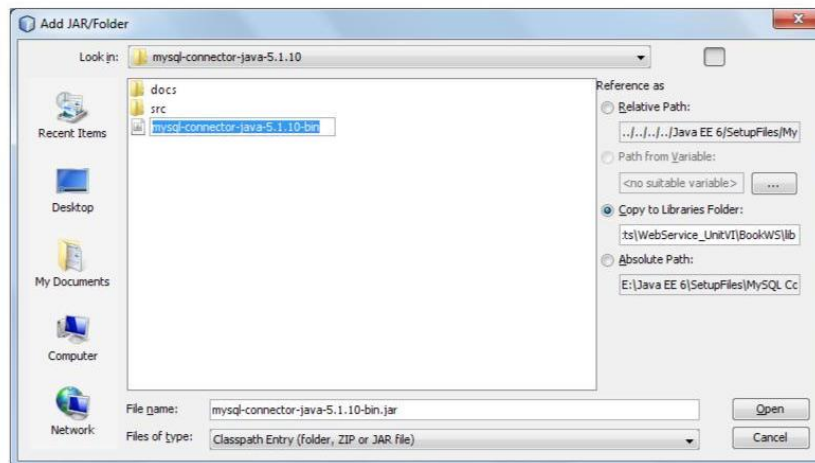 Add JAR/Folder
Look in:
mysql-connector-java-5.1.10
Recent Items
Desktop
My Documents
Computer
Network
docs
src
mysql-connector-java-5.1.10-bin
Reference as
Relative Path:
../../../../Java EE 6/SetupFiles/My
Path from Variable:
<no suitable variable>
...
Copy to Libraries Folder:
:ts\WebService_UnitVI\BookWS\lib
Absolute Path:
E:\Java EE 6\SetupFiles\MySQL Cc
File name:
mysql-connector-java-5.1.10-bin.jar
Open
Files of type:
Classpath Entry (folder, ZIP or JAR file)
Cancel